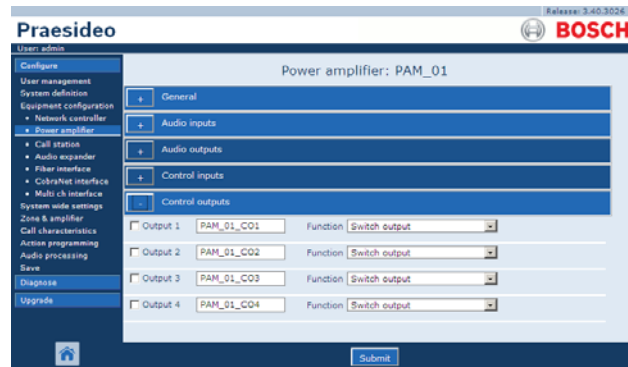 Release: 3.40.3026
Praesideo
BOSCH
User: admin
Configure
User management
System definition
Equipment configuration
• Network controller
• Power amplifier
• Call station
• Audio expander
• Fiber interface
• CobraNet interface
• Multi ch interface
System wide settings
Zone & amplifier
Call characteristics
Action programming
Audio processing
Save
Diagnose
Upgrade
Power amplifier: PAM_01
+ General
+ Audio inputs
+ Audio outputs
+ Control inputs
- Control outputs
Output 1 PAM_01_CO1 Function Switch output
Output 2 PAM_01_CO2 Function Switch output
Output 3 PAM_01_CO3 Function Switch output
Output 4 PAM_01_CO4 Function Switch output
Submit